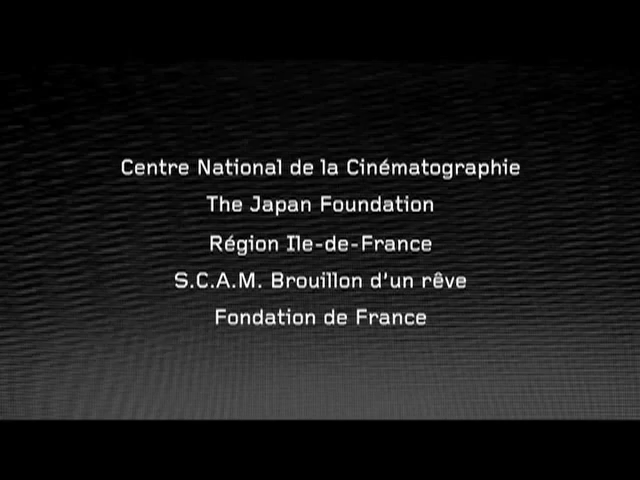 Centre National de la Cinématographie
The Japan Foundation
Région Ile-de-France
S.C.A.M. Brouillon d'un rêve
Fondation de France